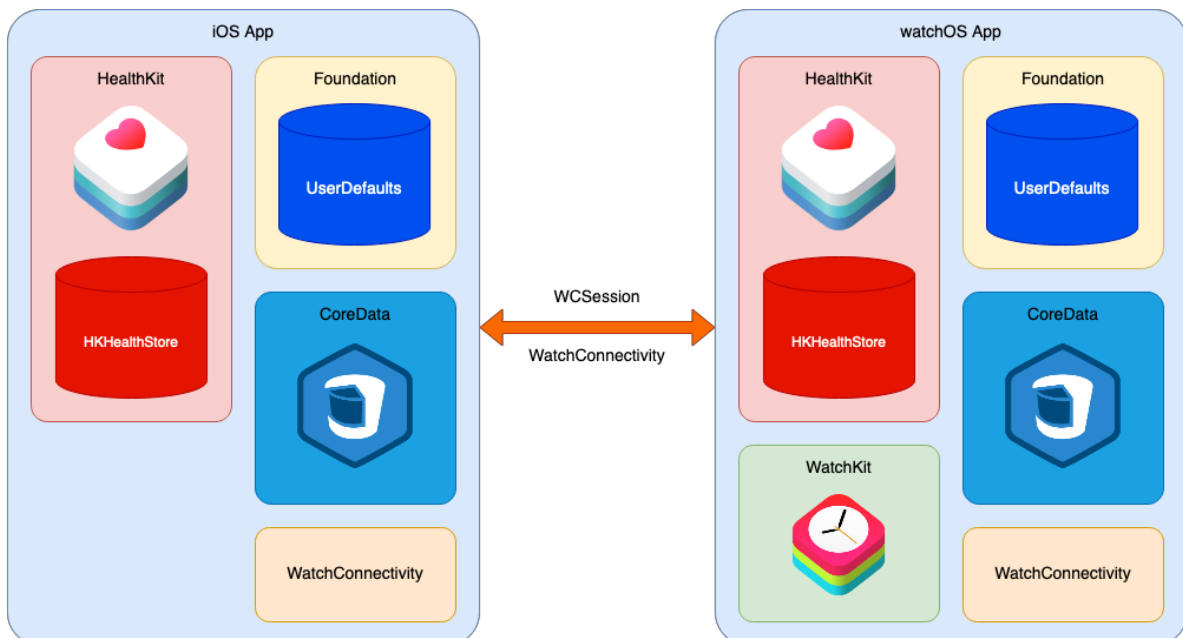 iOS App
HealthKit
HKHealthStore
Foundation
UserDefaults
CoreData
WatchConnectivity
WCSession
WatchConnectivity
watchOS App
HealthKit
HKHealthStore
WatchKit
Foundation
UserDefaults
CoreData
WatchConnectivity